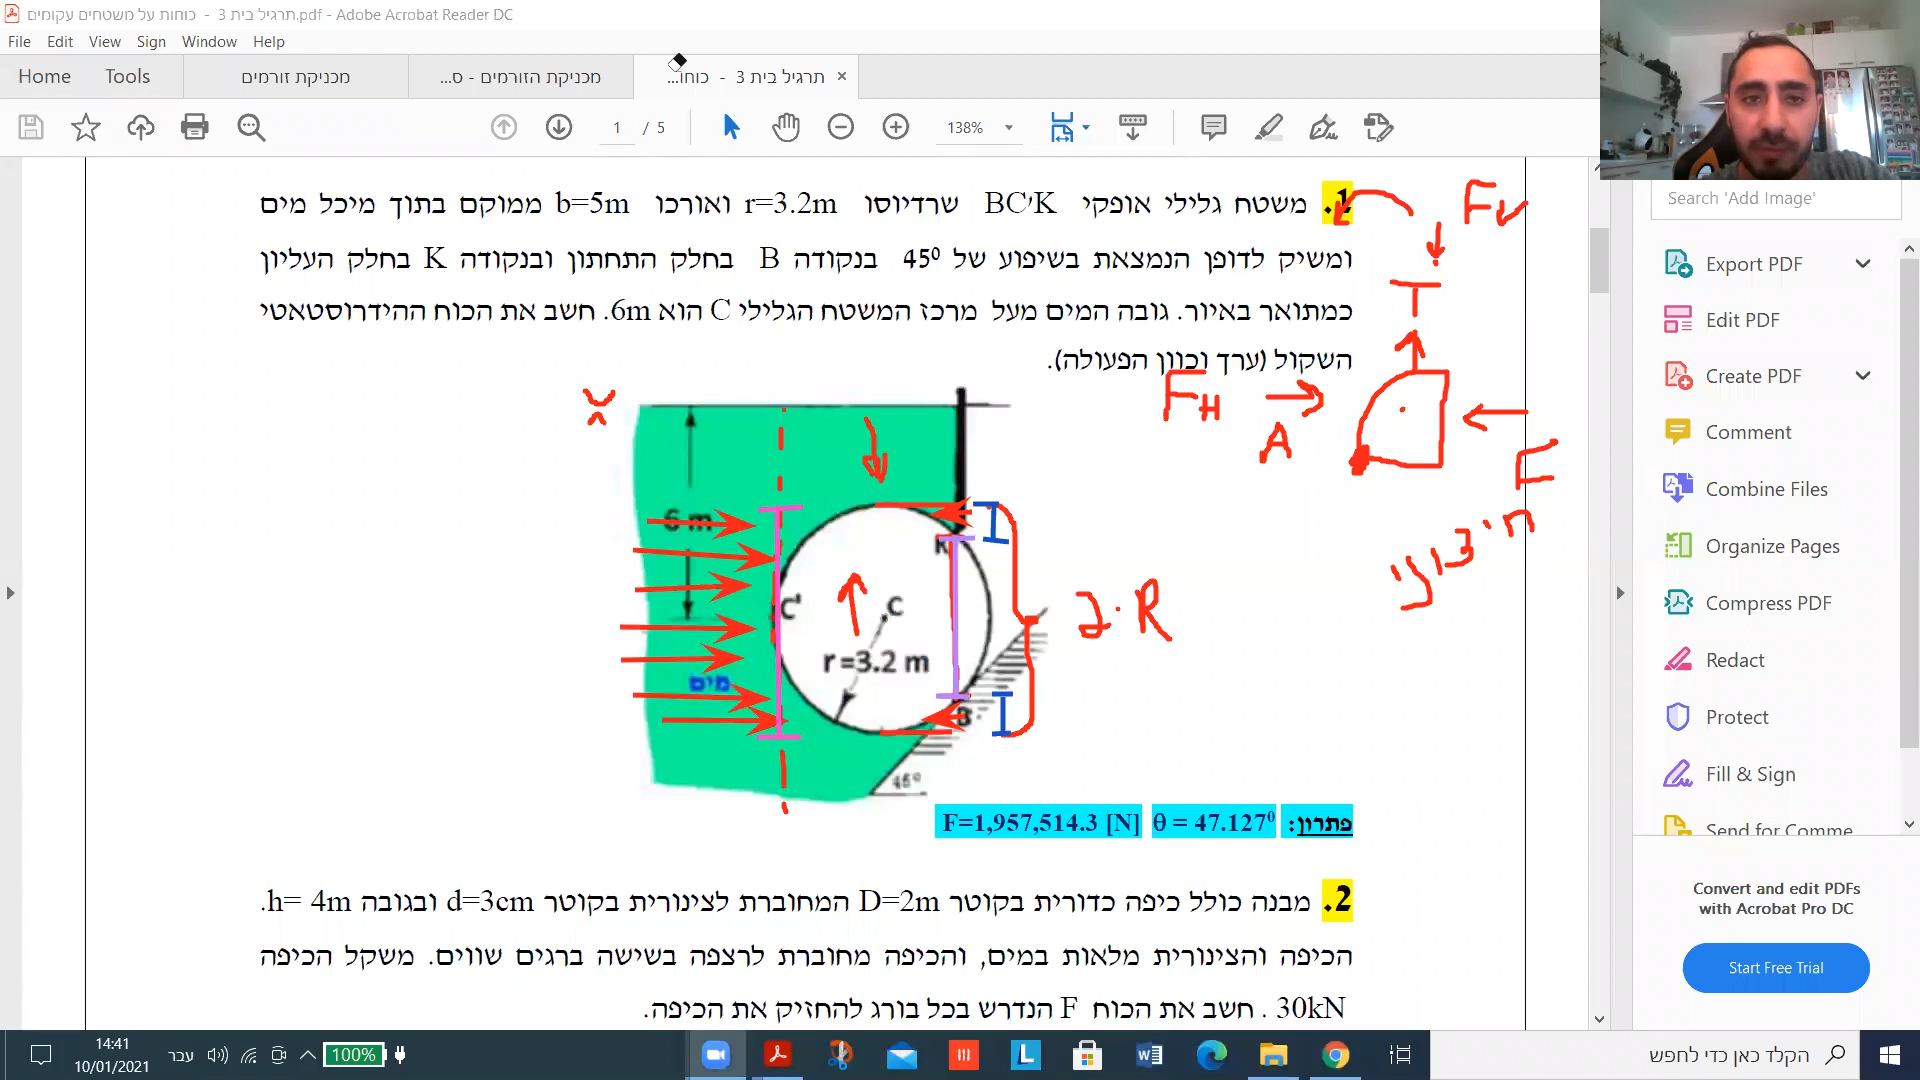 תרגיל בית 3 - כוחות על משטחים עקומים.pdf - Adobe Acrobat Reader DC
File Edit View Sign Window Help
Home Tools מכניקת זורמים מכניקת הזורמים - ס... תרגיל בית 3 - כוחו... ×
1 / 5 138%
Search 'Add Image'
Export PDF
Edit PDF
Create PDF
Comment
Combine Files
Organize Pages
Compress PDF
Redact
Protect
Fill & Sign
Send for Comme
Convert and edit PDFs
with Acrobat Pro DC
Start Free Trial
1. משטח גלילי אופקי BC'K שרדיוסו r=3.2m ואורכו b=5m ממוקם בתוך מיכל מים
ומשיק לדופן הנמצאת בשיפוע של 45⁰ בנקודה B בחלק התחתון ובנקודה K בחלק העליון
כמתואר באיור. גובה המים מעל מרכז המשטח הגלילי C הוא 6m. חשב את הכוח ההידרוסטאטי
השקול (ערך וכוון הפעולה).
Fv
FH
A
F
חיצוני
6 m
K
C'
C
r=3.2 m
2·R
מים
B
45⁰
פתרון: F=1,957,514.3 [N] θ = 47.127⁰
2. מבנה כולל כיפה כדורית בקוטר D=2m המחוברת לצינורית בקוטר d=3cm ובגובה h= 4m.
הכיפה והצינורית מלאות במים, והכיפה מחוברת לרצפה בשישה ברגים שווים. משקל הכיפה
30kN . חשב את הכוח F הנדרש בכל בורג להחזיק את הכיפה.
14:41
10/01/2021
עבר
100%
הקלד כאן כדי לחפש